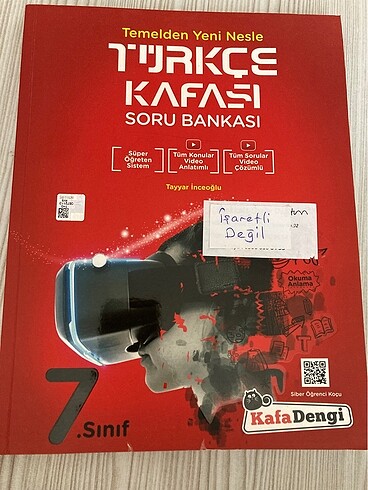 Temelden Yeni Nesle
TÜRKÇE
KAFASI
SORU BANKASI
Süper
Öğreten
Sistem
Tüm Konular
Video
Anlatımlı
Tüm Sorular
Video
Çözümlü
Tayyar İnceoğlu
İşaretli
Değil
Okuma
Anlama
7.Sınıf
Siber Öğrenci Koçu
KafaDengi